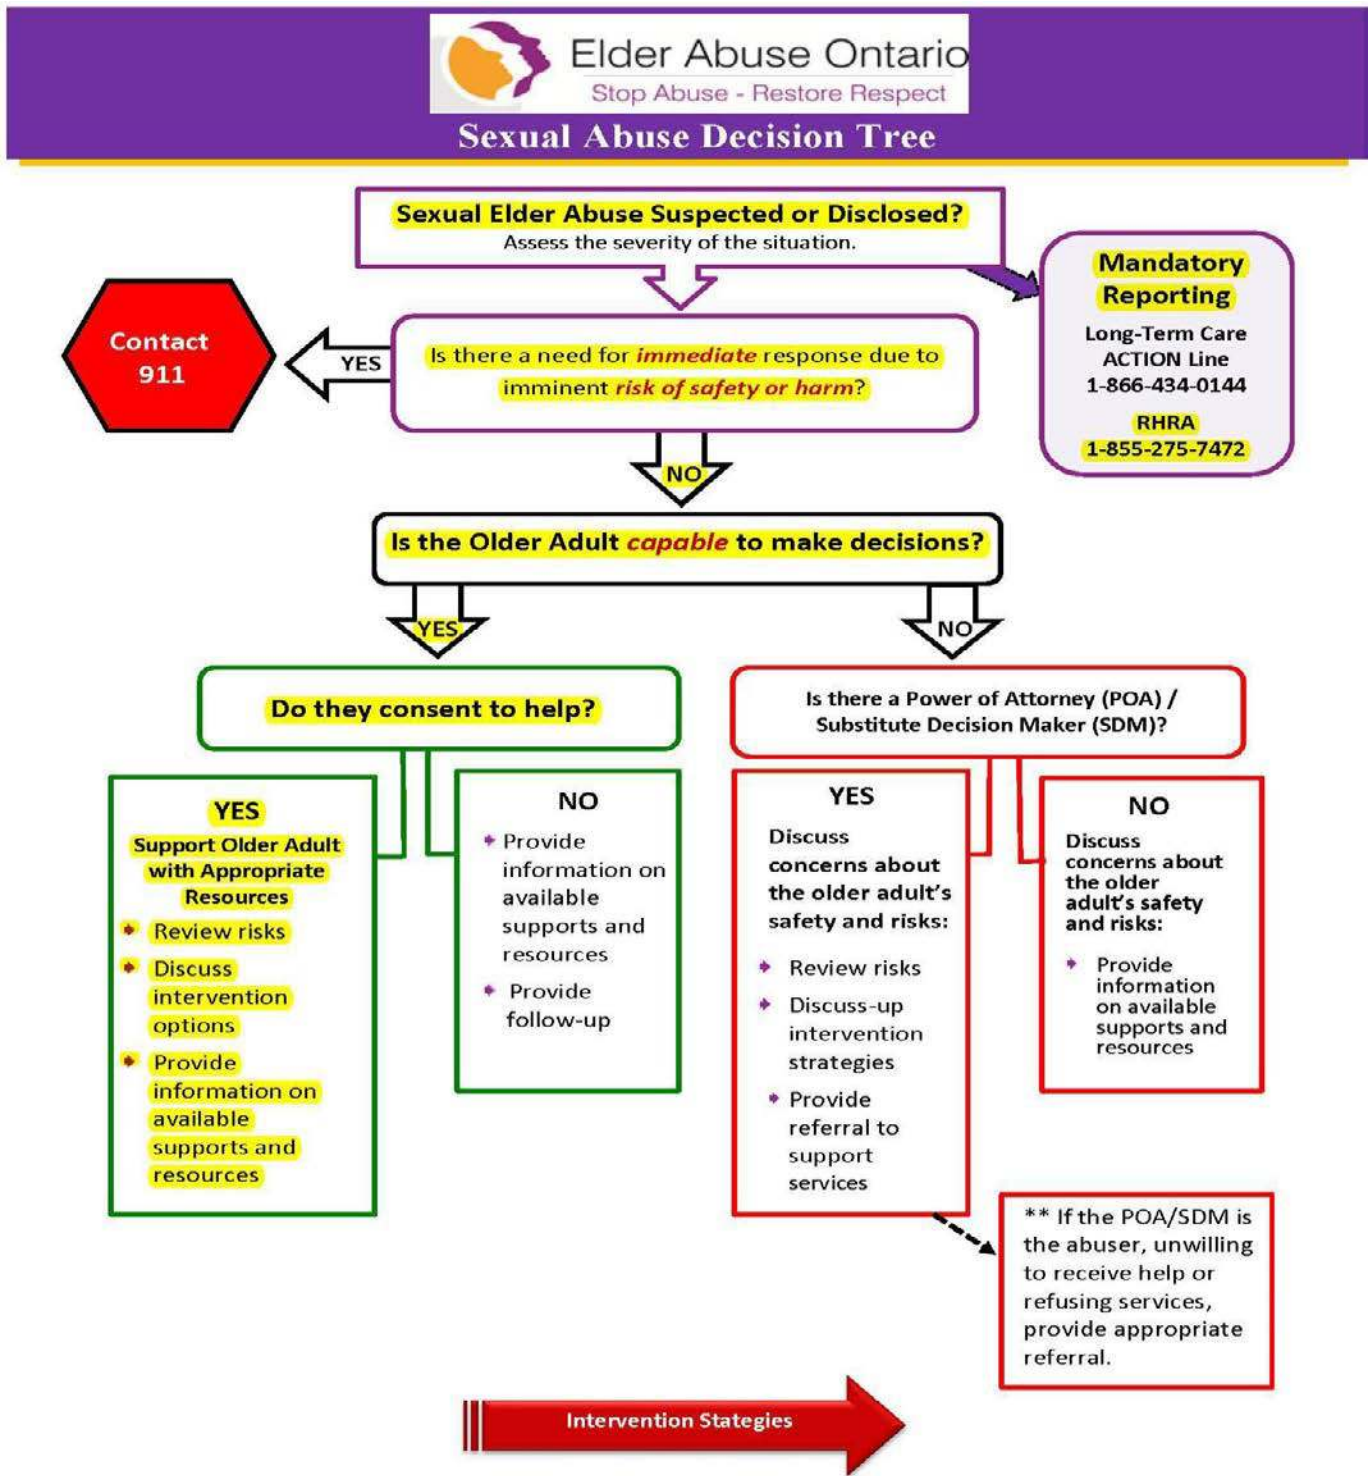 Elder Abuse Ontario
Stop Abuse - Restore Respect
Sexual Abuse Decision Tree
Sexual Elder Abuse Suspected or Disclosed?
Assess the severity of the situation.
Mandatory
Reporting
Long-Term Care
ACTION Line
1-866-434-0144
RHRA
1-855-275-7472
Contact
911
YES
Is there a need for immediate response due to
imminent risk of safety or harm?
NO
Is the Older Adult capable to make decisions?
YES
NO
Do they consent to help?
YES
Support Older Adult
with Appropriate
Resources
Review risks
Discuss
intervention
options
Provide
information on
available
supports and
resources
NO
Provide
information on
available
supports and
resources
Provide
follow-up
Is there a Power of Attorney (POA) /
Substitute Decision Maker (SDM)?
YES
Discuss
concerns about
the older adult's
safety and risks:
Review risks
Discuss-up
intervention
strategies
Provide
referral to
support
services
NO
Discuss
concerns about
the older
adult's safety
and risks:
Provide
information
on available
supports and
resources
** If the POA/SDM is
the abuser, unwilling
to receive help or
refusing services,
provide appropriate
referral.
Intervention Stategies